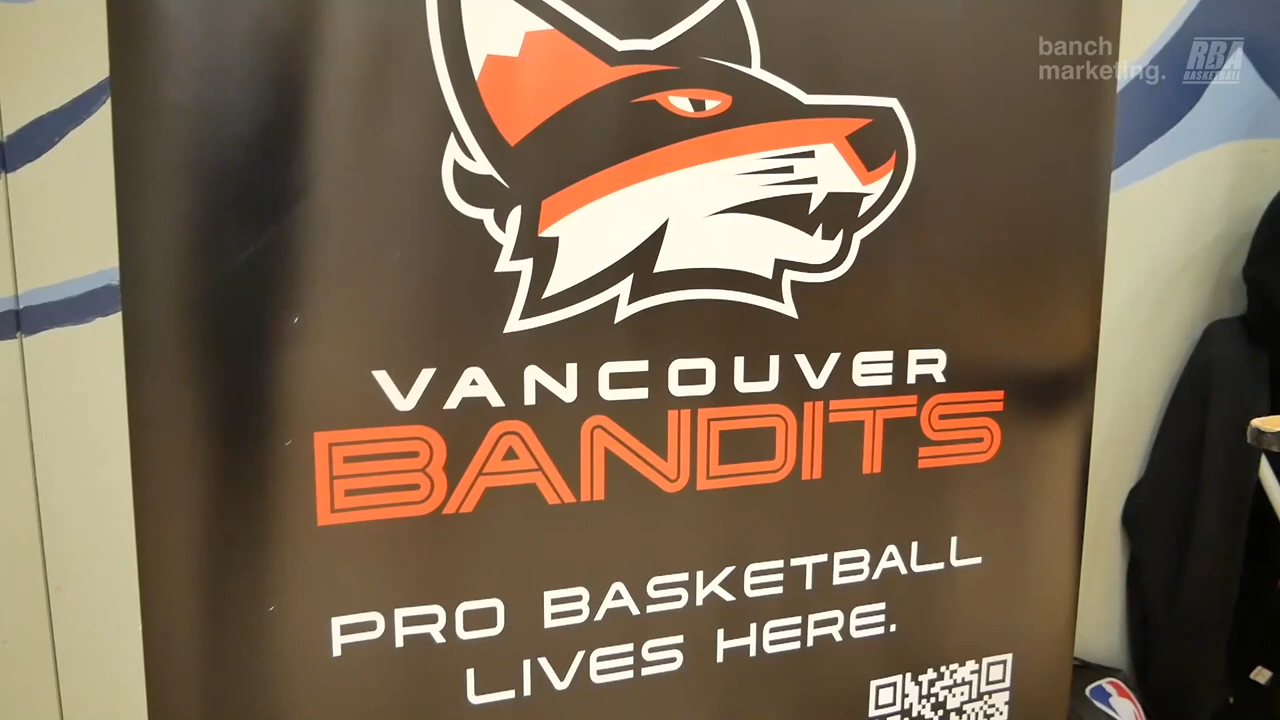 banch
marketing.
RBA
BASKETBALL
VANCOUVER
BANDITS
PRO BASKETBALL
LIVES HERE.